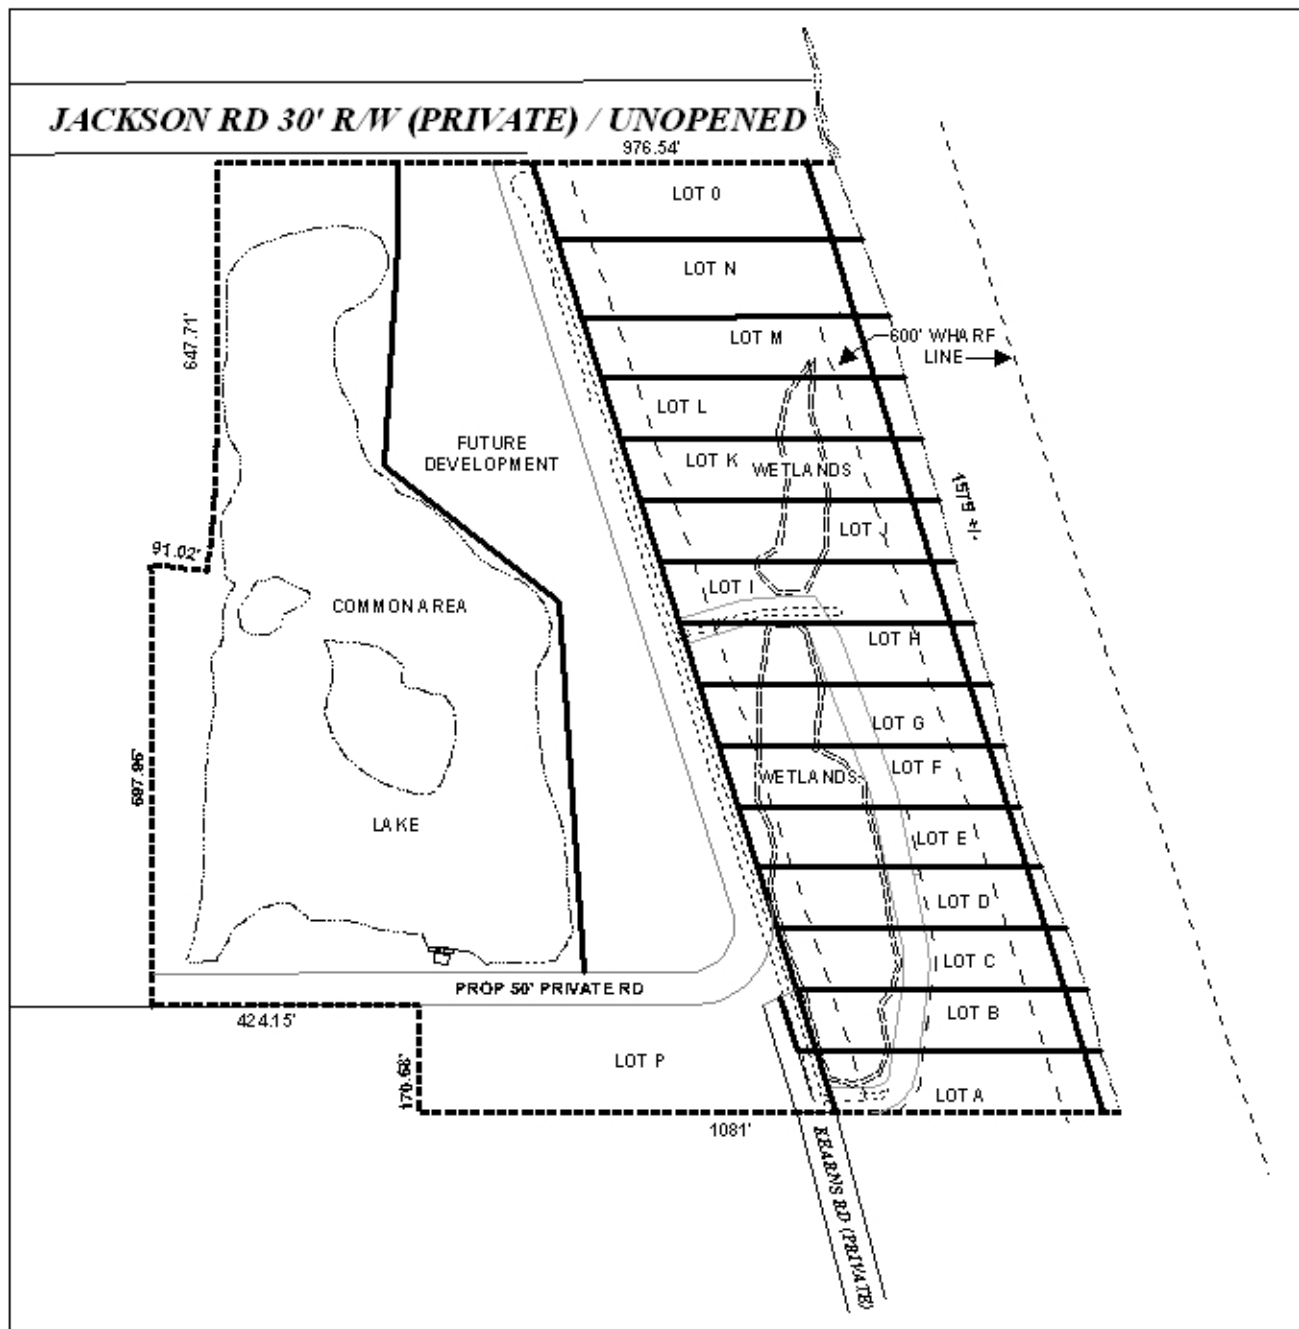 JACKSON RD 30' R/W (PRIVATE) / UNOPENED
976.54'
LOT O
LOT N
LOT M
600' WHARF
LINE
647.71'
LOT L
FUTURE
DEVELOPMENT
LOT K
WETLANDS
1575 +/-
LOT J
91.02'
LOT I
COMMON AREA
LOT H
LOT G
697.96'
WETLANDS
LOT F
LAKE
LOT E
LOT D
LOT C
PROP 50' PRIVATE RD
LOT B
424.15'
LOT P
170.68'
LOT A
1081'
KEARNS RD (PRIVATE)